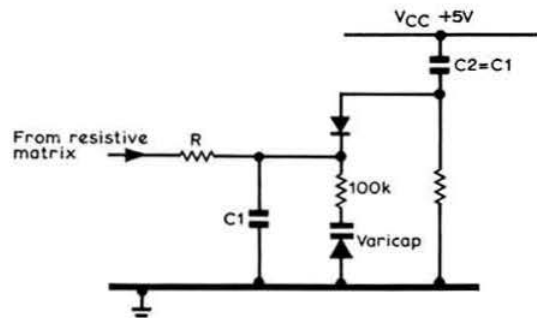 VCC +5V
C2=C1
From resistive
matrix
R
100k
C1
Varicap